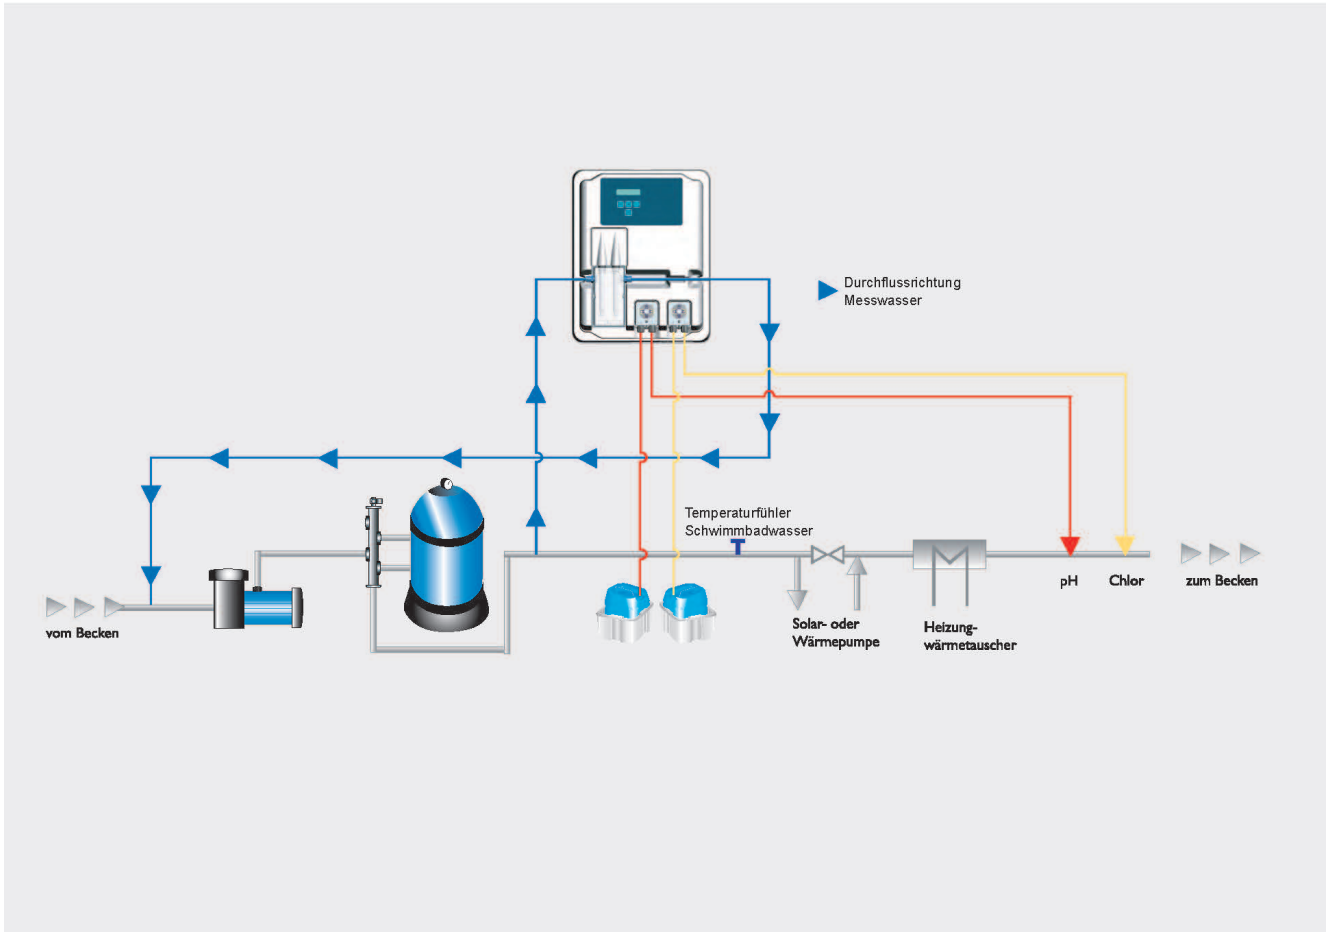 Durchflussrichtung
Messwasser
Temperaturfühler
Schwimmbadwasser
vom Becken
Solar- oder
Wärmepumpe
Heizung-
wärmetauscher
pH
Chlor
zum Becken